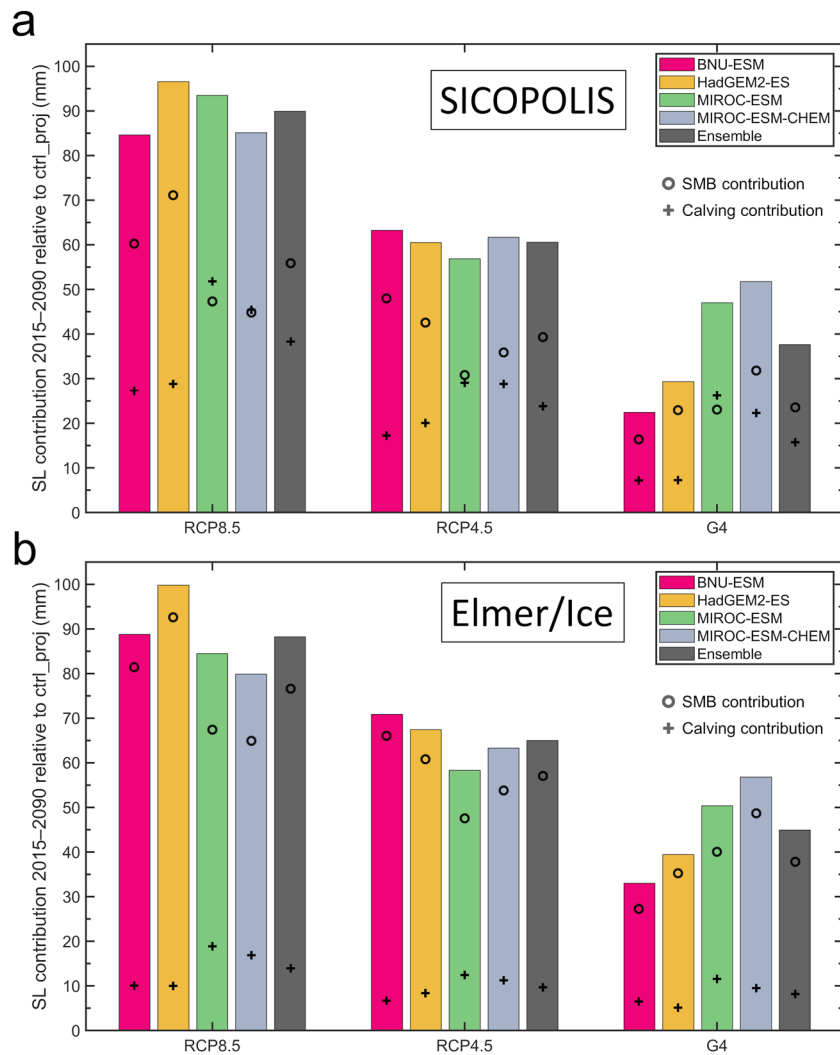 a
SL contribution 2015–2090 relative to ctrl_proj (mm)
100
90
80
70
60
50
40
30
20
10
0
SICOPOLIS
BNU-ESM
HadGEM2-ES
MIROC-ESM
MIROC-ESM-CHEM
Ensemble
SMB contribution
Calving contribution
RCP8.5
RCP4.5
G4
b
SL contribution 2015–2090 relative to ctrl_proj (mm)
100
90
80
70
60
50
40
30
20
10
0
Elmer/Ice
BNU-ESM
HadGEM2-ES
MIROC-ESM
MIROC-ESM-CHEM
Ensemble
SMB contribution
Calving contribution
RCP8.5
RCP4.5
G4